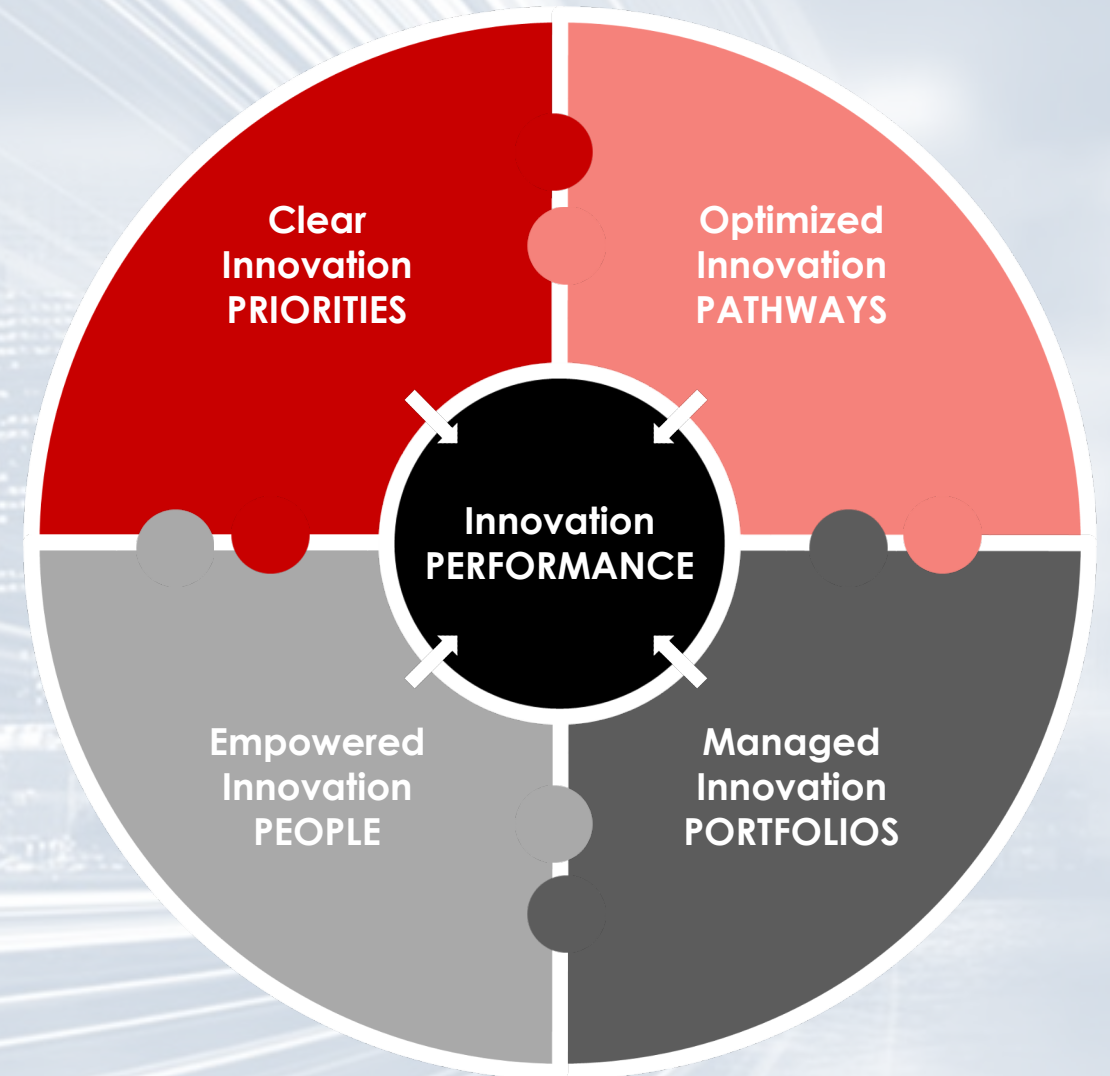 Clear
Innovation
PRIORITIES
Optimized
Innovation
PATHWAYS
Innovation
PERFORMANCE
Empowered
Innovation
PEOPLE
Managed
Innovation
PORTFOLIOS